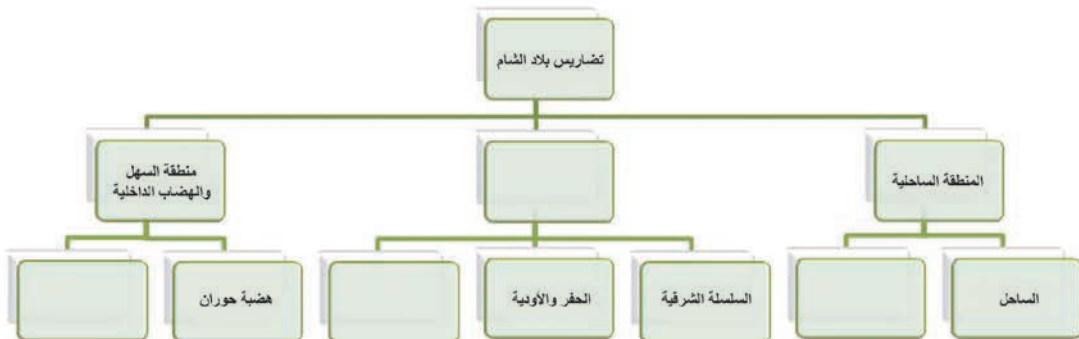 تضاريس بلاد الشام
المنطقة الساحلية
منطقة السهل
والهضاب الداخلية
الساحل
السلسلة الشرقية
الحفر والأودية
هضبة حوران